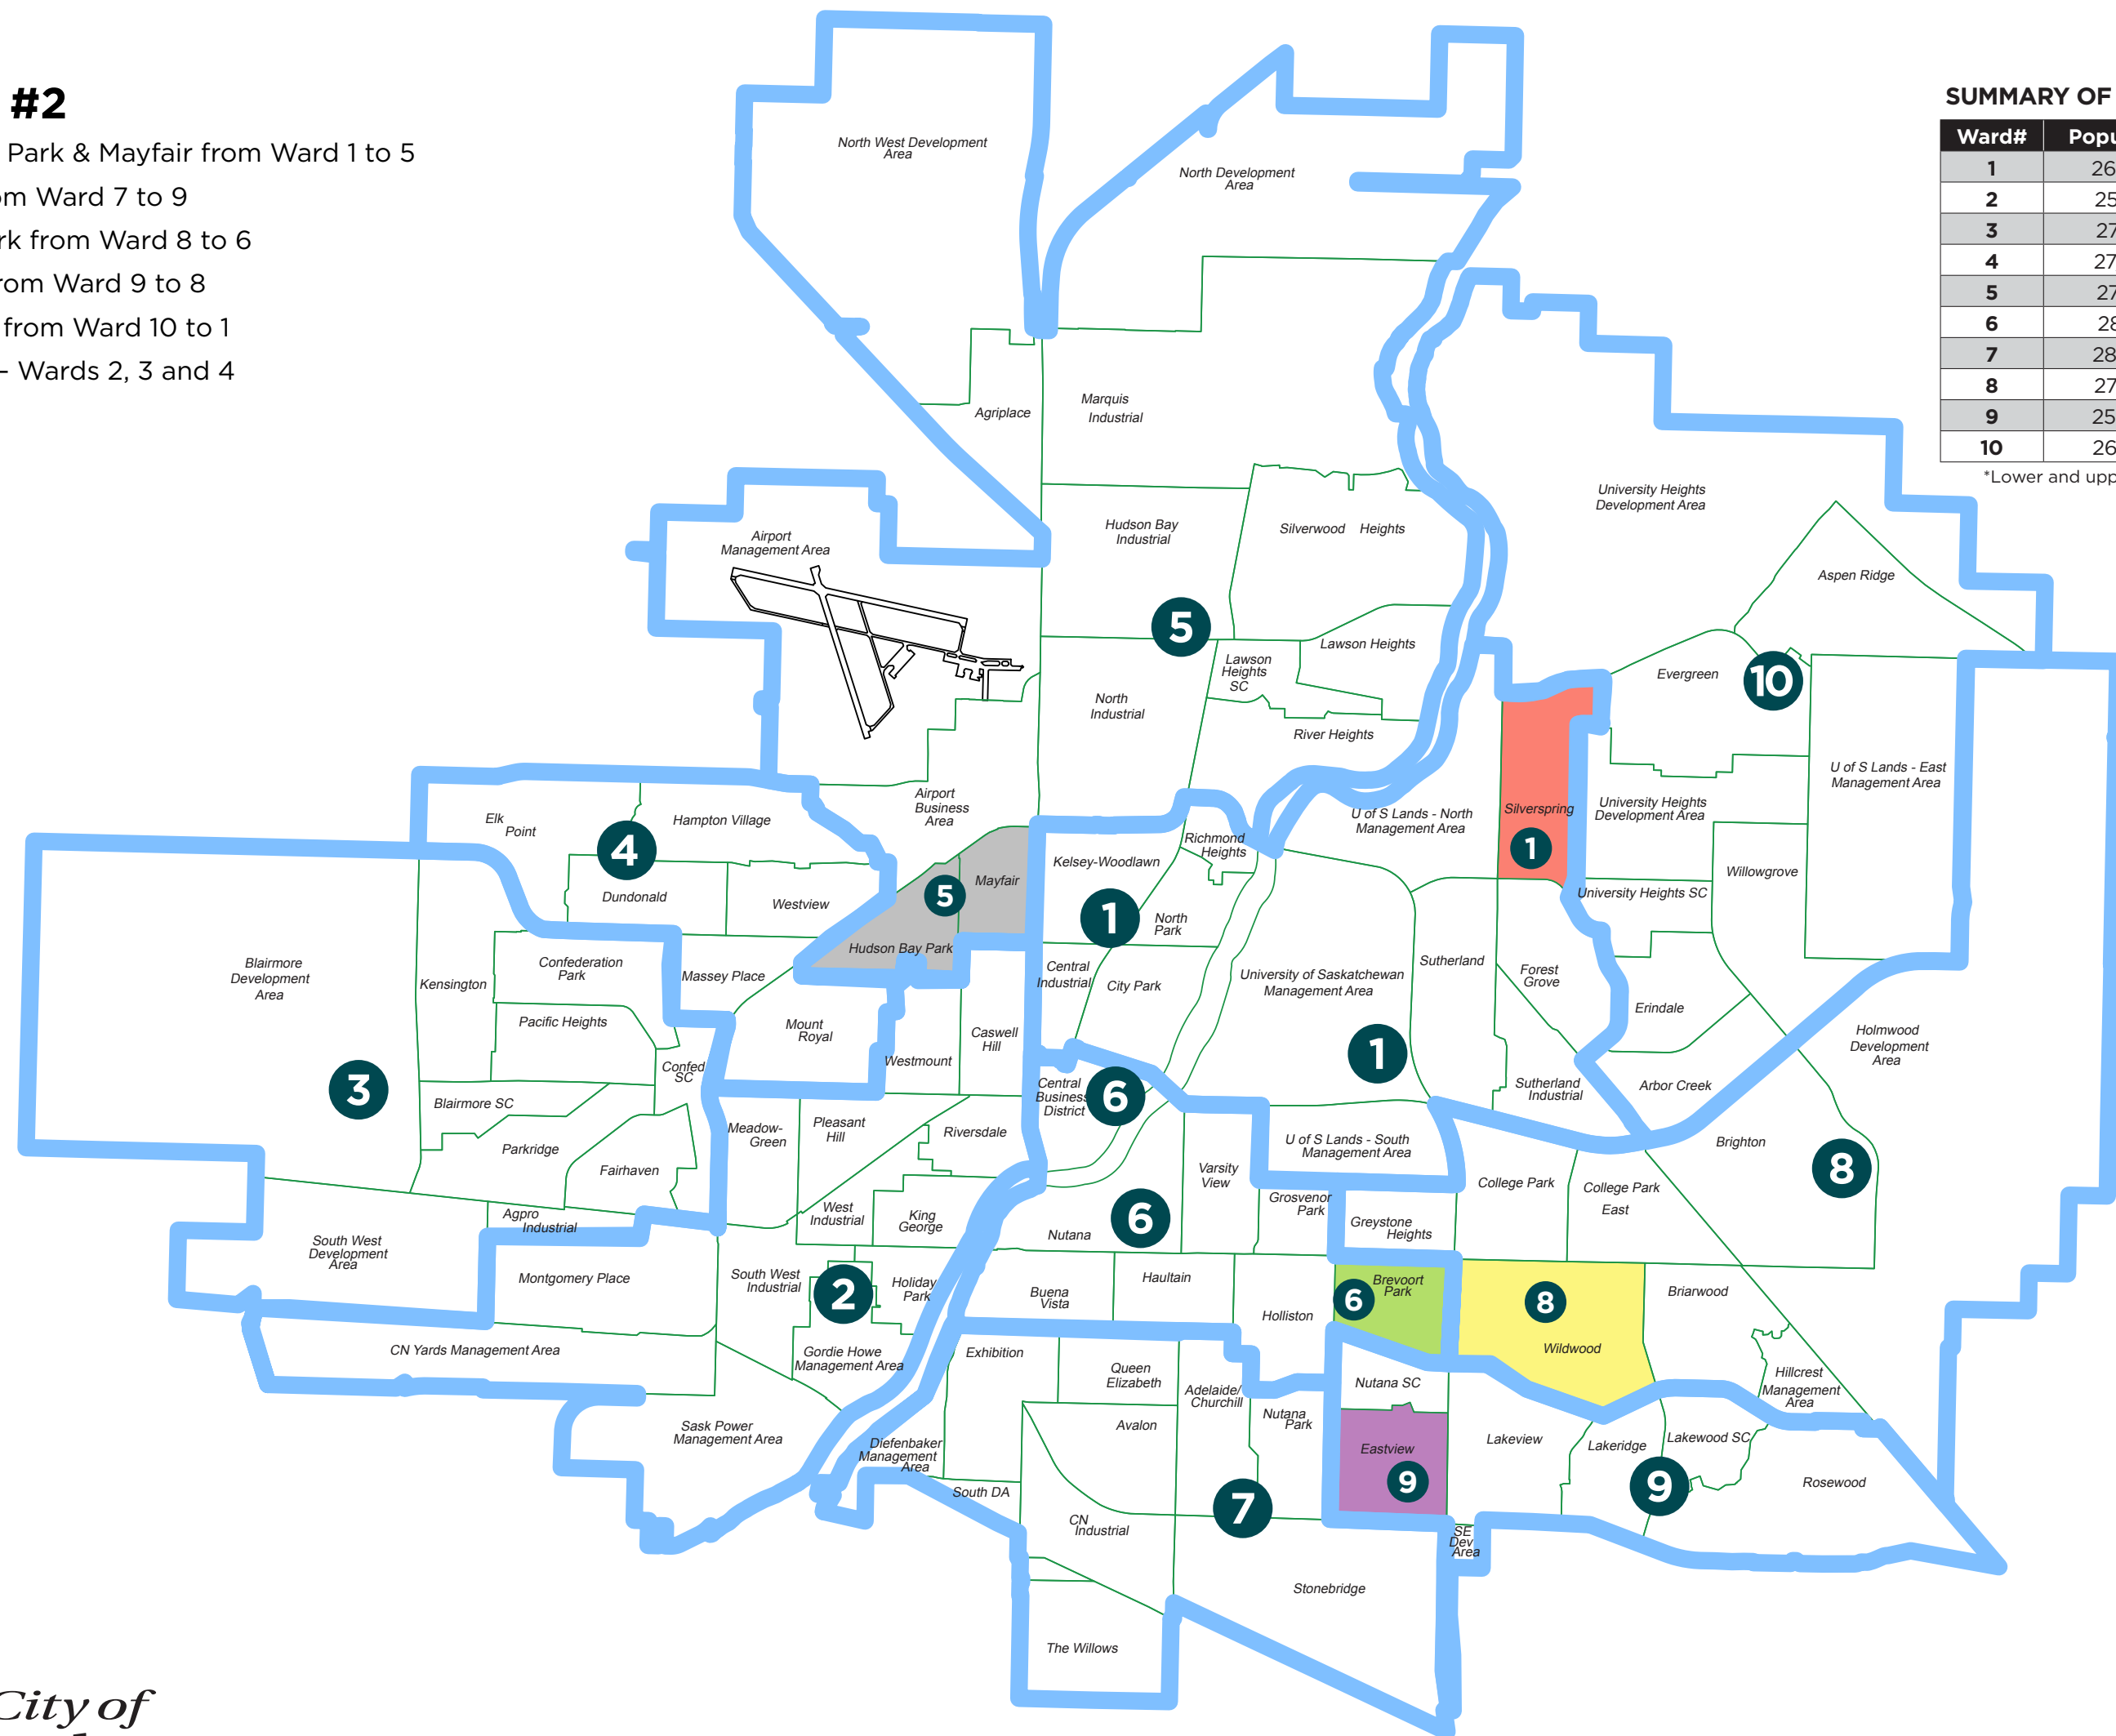 #2
Park & Mayfair from Ward 1 to 5
m Ward 7 to 9
rk from Ward 8 to 6
rom Ward 9 to 8
from Ward 10 to 1
– Wards 2, 3 and 4
SUMMARY OF
Ward# Popu
1 26
2 25
3 27
4 27
5 27
6 28
7 28
8 27
9 25
10 26
*Lower and upp
North West Development
Area
North Development
Area
Agriplace
Marquis
Industrial
University Heights
Development Area
Airport
Management Area
Hudson Bay
Industrial
Silverwood Heights
Aspen Ridge
5
Lawson Heights
Lawson
Heights
SC
Evergreen
10
North
Industrial
River Heights
U of S Lands - East
Management Area
Airport
Business
Area
Elk
Point
Hampton Village
4
U of S Lands - North
Management Area
Silverspring
1
University Heights
Development Area
Richmond
Heights
Kelsey-Woodlawn
Mayfair
5
Willowgrove
University Heights SC
Dundonald
Westview
1
North
Park
Hudson Bay Park
Blairmore
Development
Area
Kensington
Confederation
Park
Massey Place
Central
Industrial
City Park
University of Saskatchewan
Management Area
Sutherland
Forest
Grove
Erindale
Pacific Heights
Mount
Royal
Caswell
Hill
Westmount
Holmwood
Development
Area
1
3
Confed
SC
Blairmore SC
Central
Business
District
6
Sutherland
Industrial
Arbor Creek
Parkridge
Fairhaven
Meadow-
Green
Pleasant
Hill
Riversdale
U of S Lands - South
Management Area
Brighton
8
Varsity
View
College Park
College Park
East
Grosvenor
Park
Greystone
Heights
Agpro
Industrial
West
Industrial
King
George
6
Nutana
South West
Development
Area
Montgomery Place
South West
Industrial
2
Holiday
Park
Buena
Vista
Haultain
Holliston
Brevoort
Park
6
8
Wildwood
Briarwood
CN Yards Management Area
Gordie Howe
Management Area
Exhibition
Queen
Elizabeth
Adelaide/
Churchill
Nutana SC
Hillcrest
Management
Area
Sask Power
Management Area
Diefenbaker
Management
Area
Avalon
Nutana
Park
Eastview
9
Lakeview
Lakeridge
Lakewood SC
9
Rosewood
South DA
CN
Industrial
7
SE
Dev
Area
Stonebridge
The Willows
City of